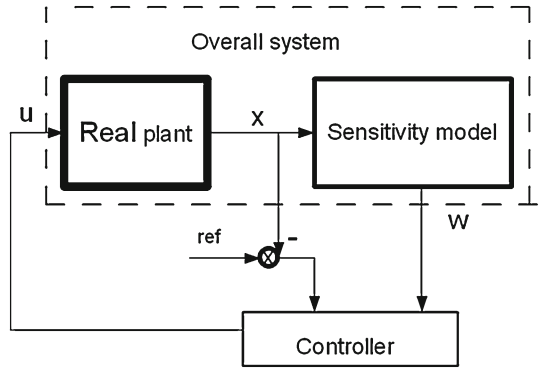 Overall system
u
Real plant
x
Sensitivity model
w
ref
-
Controller